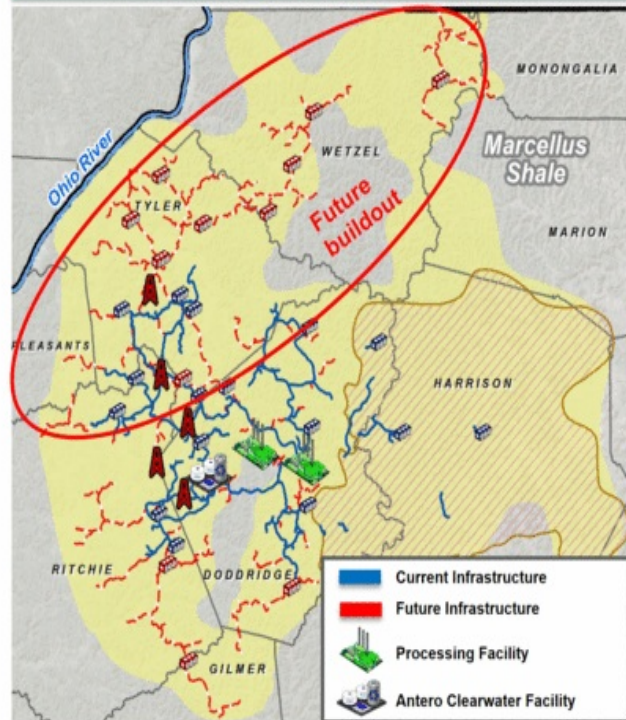 MONONGALIA
Ohio River
WETZEL
Marcellus
Shale
TYLER
Future
buildout
MARION
PLEASANTS
HARRISON
RITCHIE
DODDRIDGE
GILMER
Current Infrastructure
Future Infrastructure
Processing Facility
Antero Clearwater Facility